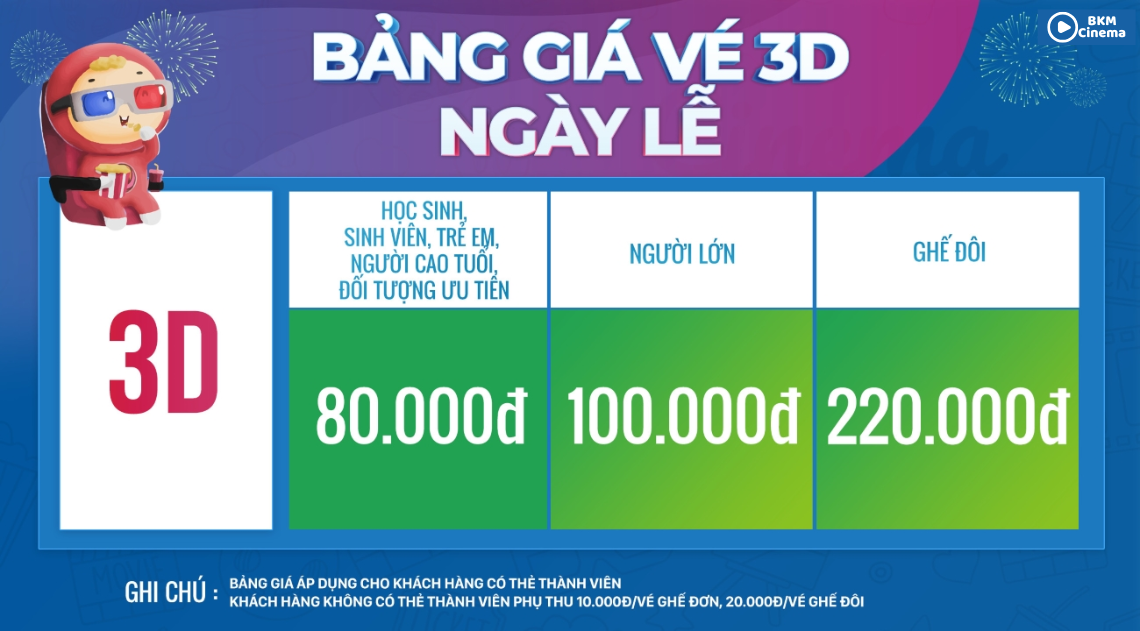 BKM
Cinema
BẢNG GIÁ VÉ 3D
NGÀY LỄ
HỌC SINH,
SINH VIÊN, TRẺ EM,
NGƯỜI CAO TUỔI,
ĐỐI TƯỢNG ƯU TIÊN
NGƯỜI LỚN
GHẾ ĐÔI
3D
80.000đ
100.000đ
220.000đ
GHI CHÚ :
BẢNG GIÁ ÁP DỤNG CHO KHÁCH HÀNG CÓ THẺ THÀNH VIÊN
KHÁCH HÀNG KHÔNG CÓ THẺ THÀNH VIÊN PHỤ THU 10.000Đ/VÉ GHẾ ĐƠN, 20.000Đ/VÉ GHẾ ĐÔI